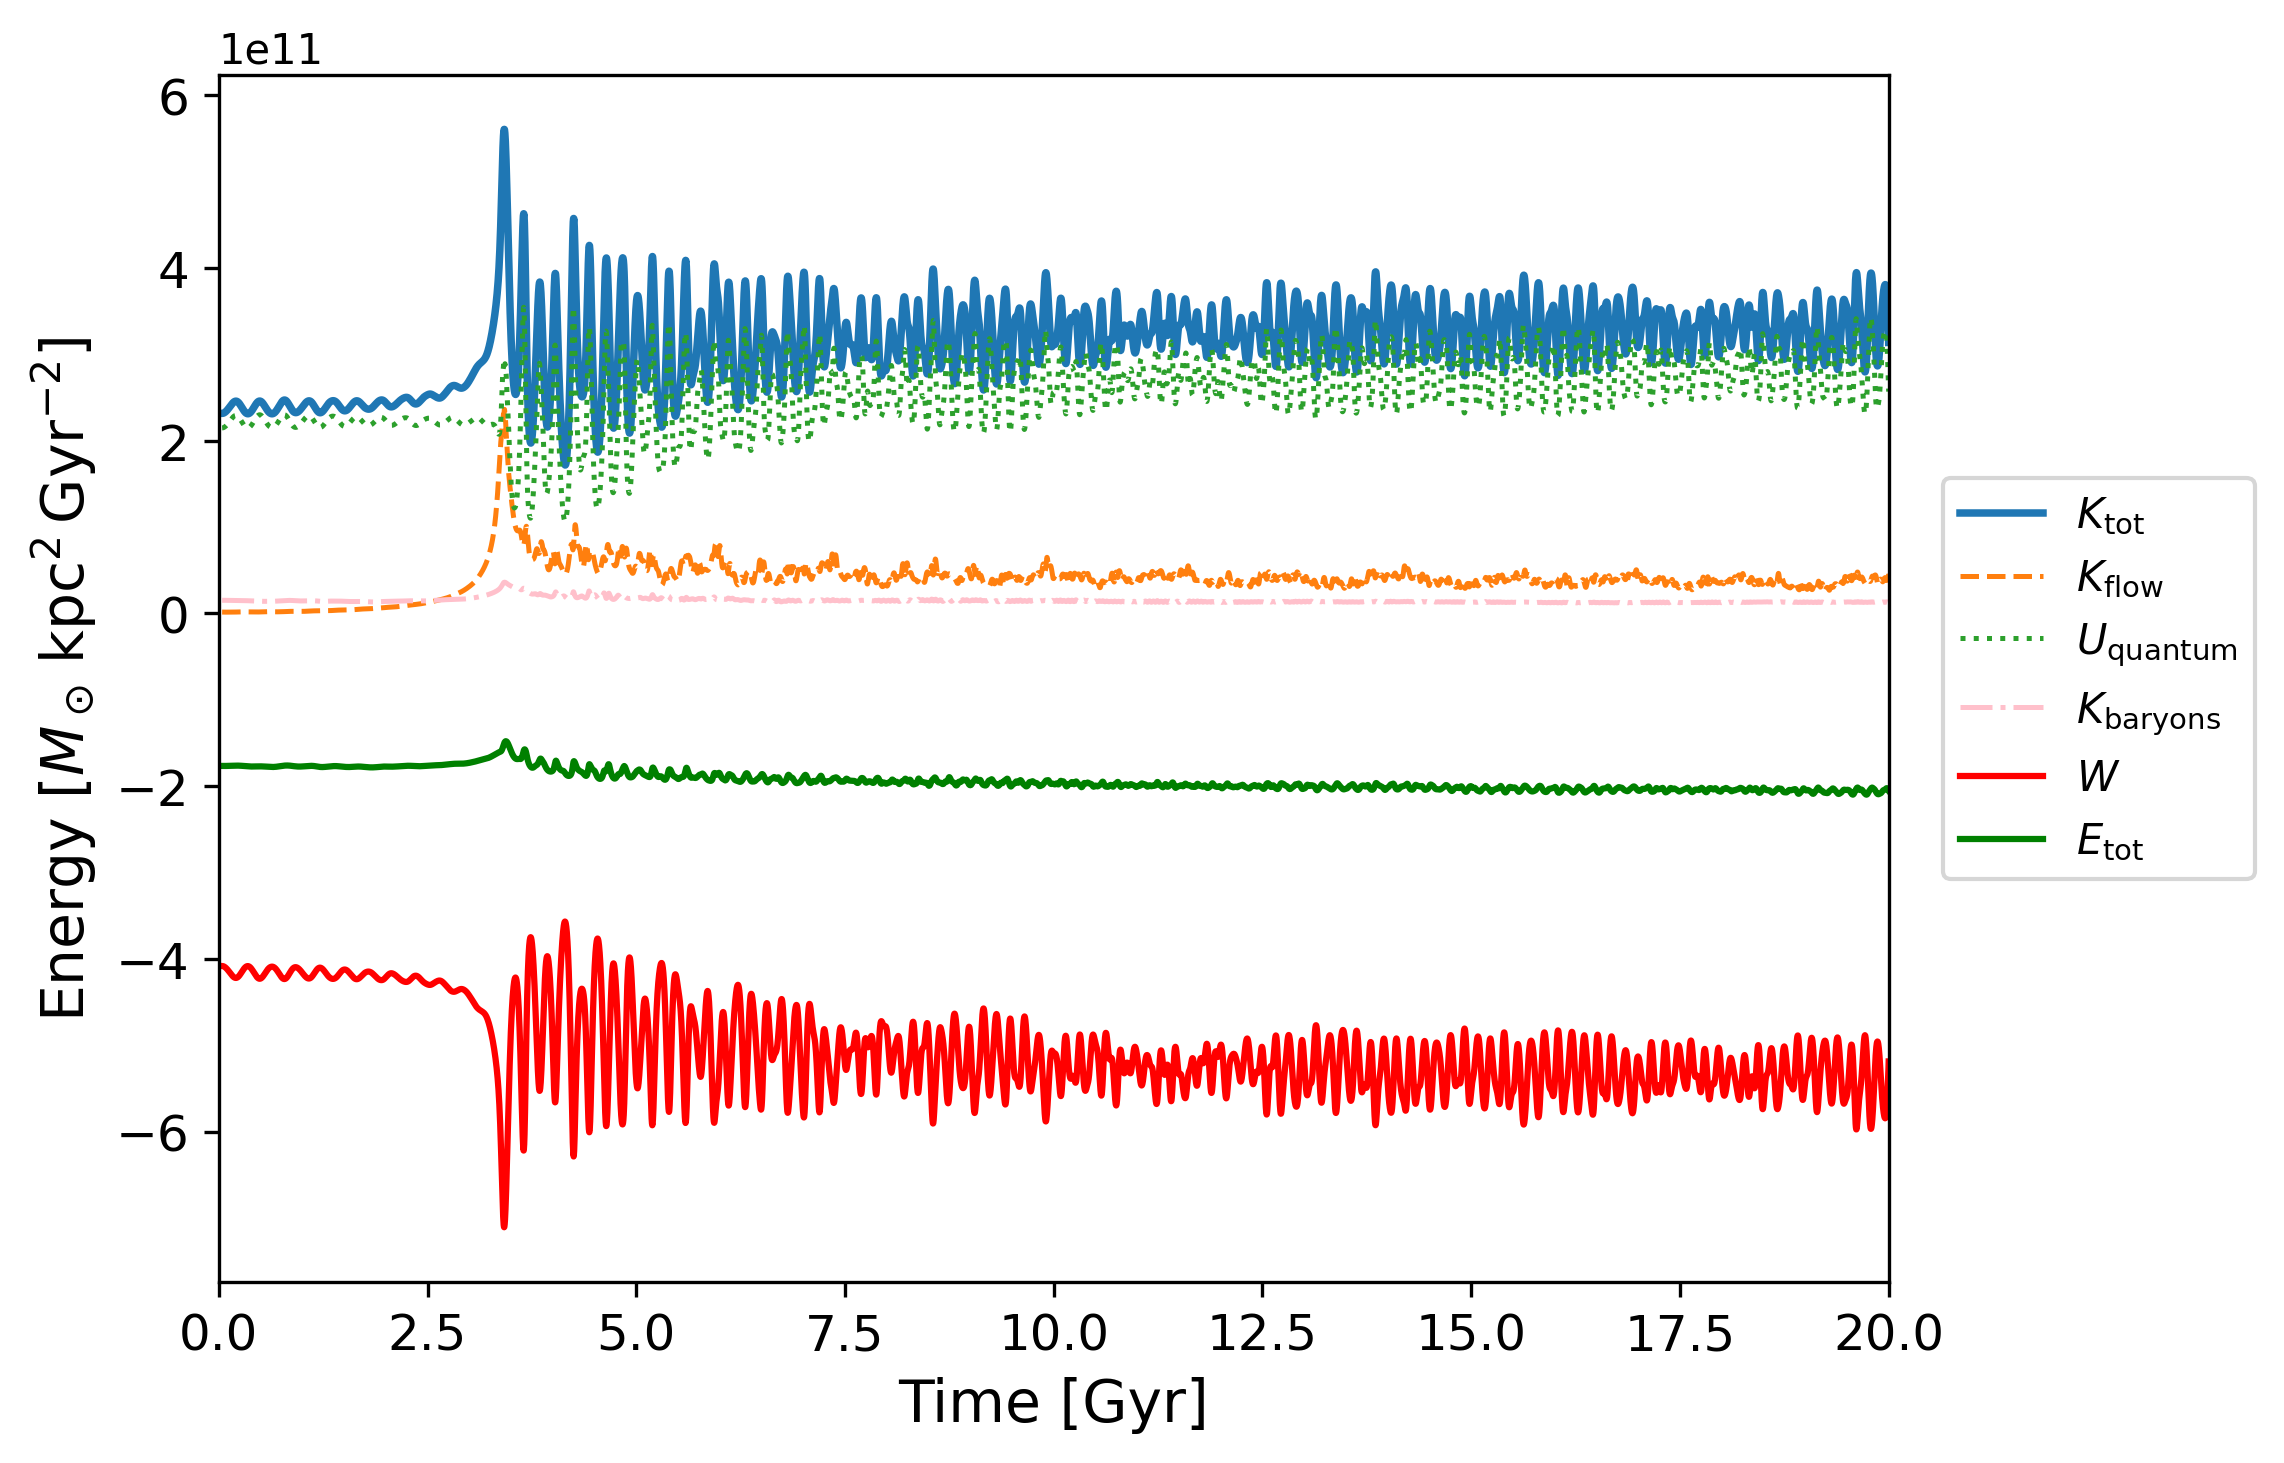 1e11
6
4
2
0
−2
−4
−6
Energy [M⊙ kpc² Gyr⁻²]
0.0 2.5 5.0 7.5 10.0 12.5 15.0 17.5 20.0
Time [Gyr]
K_tot
K_flow
U_quantum
K_baryons
W
E_tot